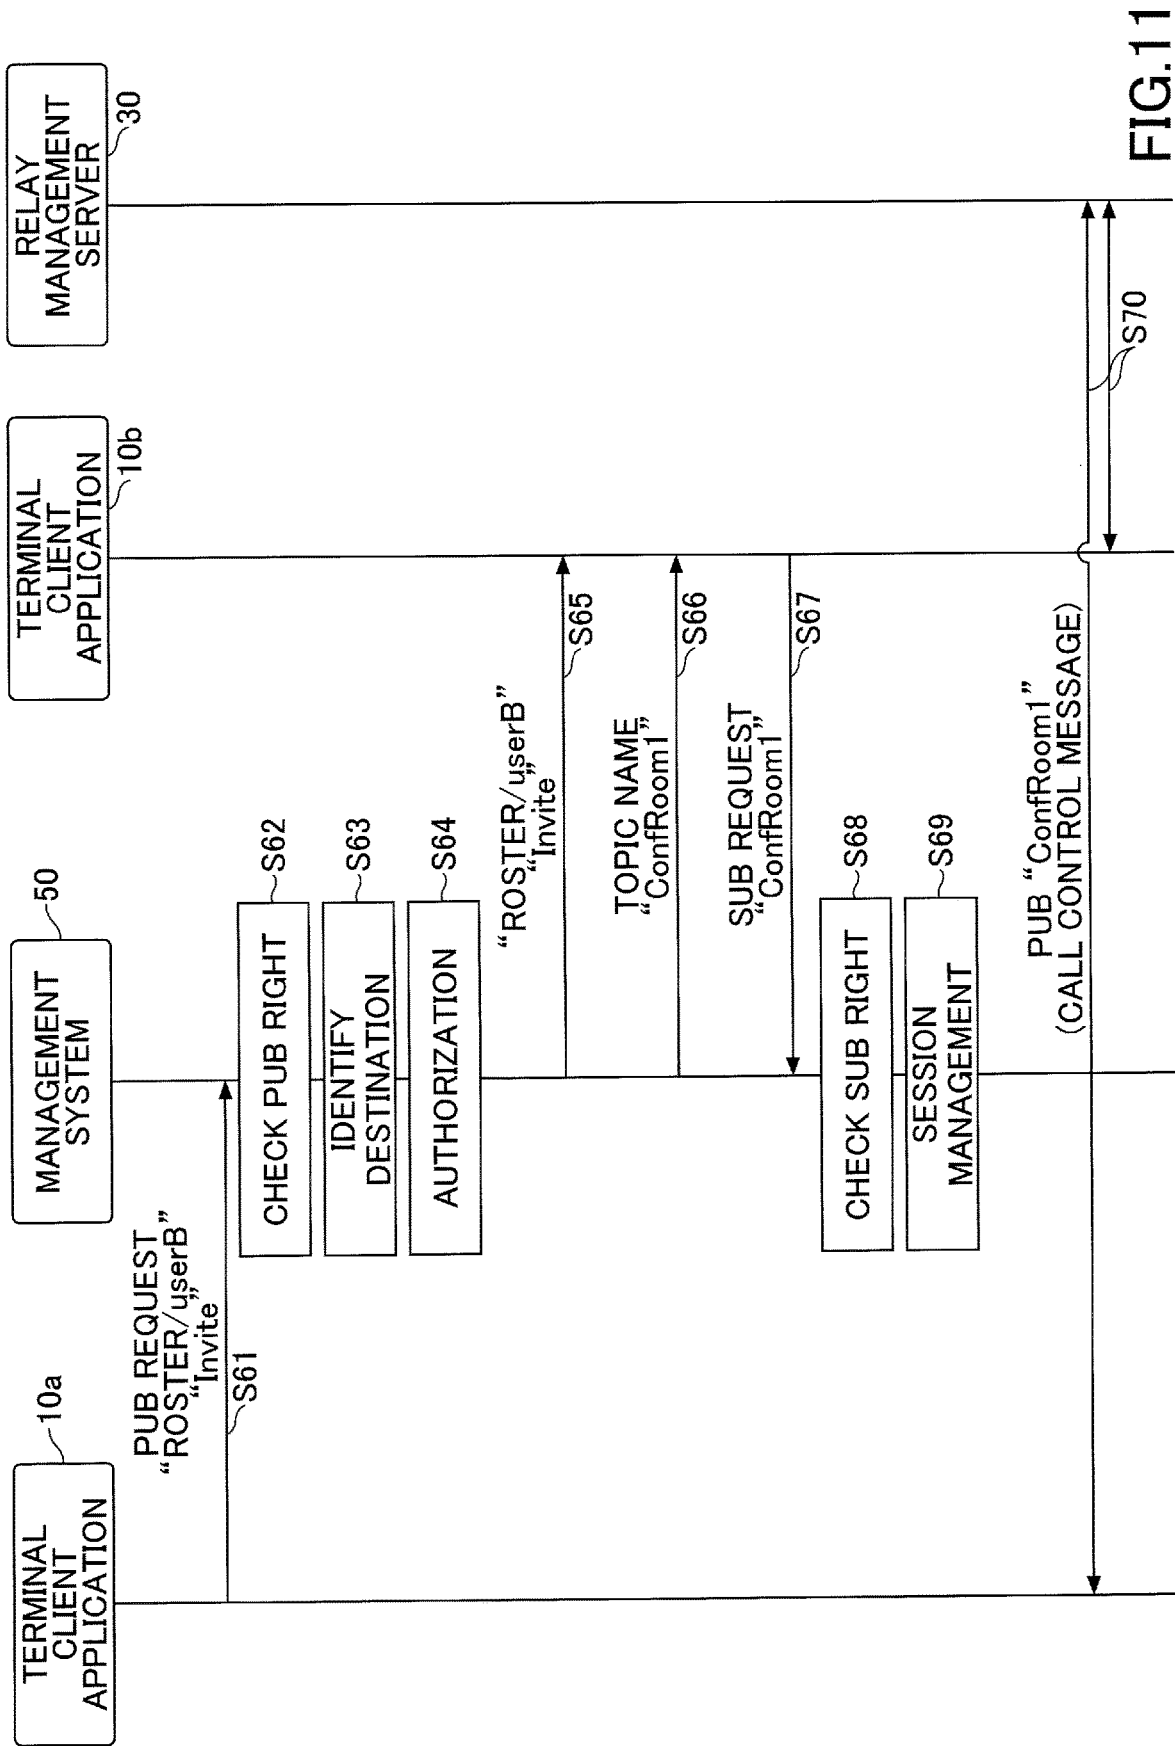 TERMINAL
CLIENT
APPLICATION
10a
MANAGEMENT
SYSTEM
50
TERMINAL
CLIENT
APPLICATION
10b
RELAY
MANAGEMENT
SERVER
30
PUB REQUEST
“ROSTER/userB”
“Invite”
S61
CHECK PUB RIGHT
S62
IDENTIFY
DESTINATION
S63
AUTHORIZATION
S64
“ROSTER/userB”
“Invite”
S65
TOPIC NAME
“ConfRoom1”
S66
SUB REQUEST
“ConfRoom1”
S67
CHECK SUB RIGHT
S68
SESSION
MANAGEMENT
S69
PUB “ConfRoom1”
(CALL CONTROL MESSAGE)
S70
FIG.11